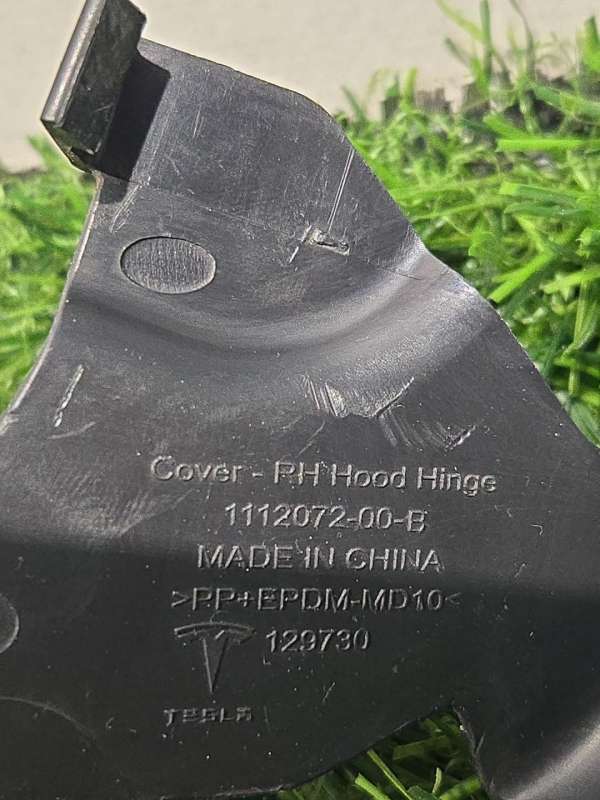 Cover - RH Hood Hinge
1112072-00-B
MADE IN CHINA
>PP+EPDM-MD10<
129730
TESLA